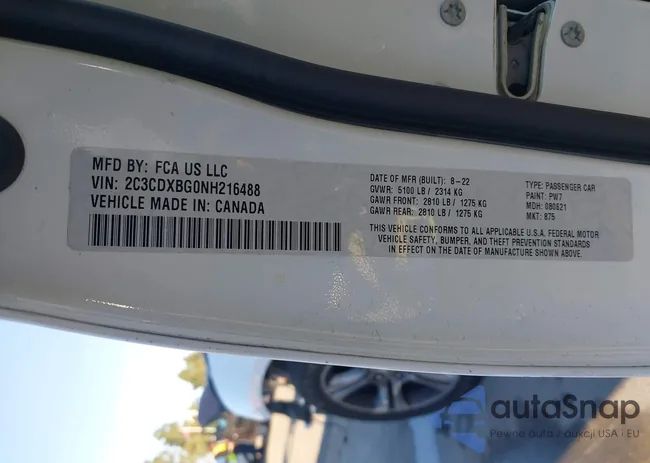 MFD BY: FCA US LLC
VIN: 2C3CDXBG0NH216488
VEHICLE MADE IN: CANADA
DATE OF MFR (BUILT): 8-22
GVWR: 5100 LB / 2314 KG
GAWR FRONT: 2810 LB / 1275 KG
GAWR REAR: 2810 LB / 1275 KG
TYPE: PASSENGER CAR
PAINT: PW7
MDH: 080621
MKT: 875
THIS VEHICLE CONFORMS TO ALL APPLICABLE U.S.A. FEDERAL MOTOR
VEHICLE SAFETY, BUMPER, AND THEFT PREVENTION STANDARDS
IN EFFECT ON THE DATE OF MANUFACTURE SHOWN ABOVE.
autaSnap
Pewne auta z aukcji USA i EU